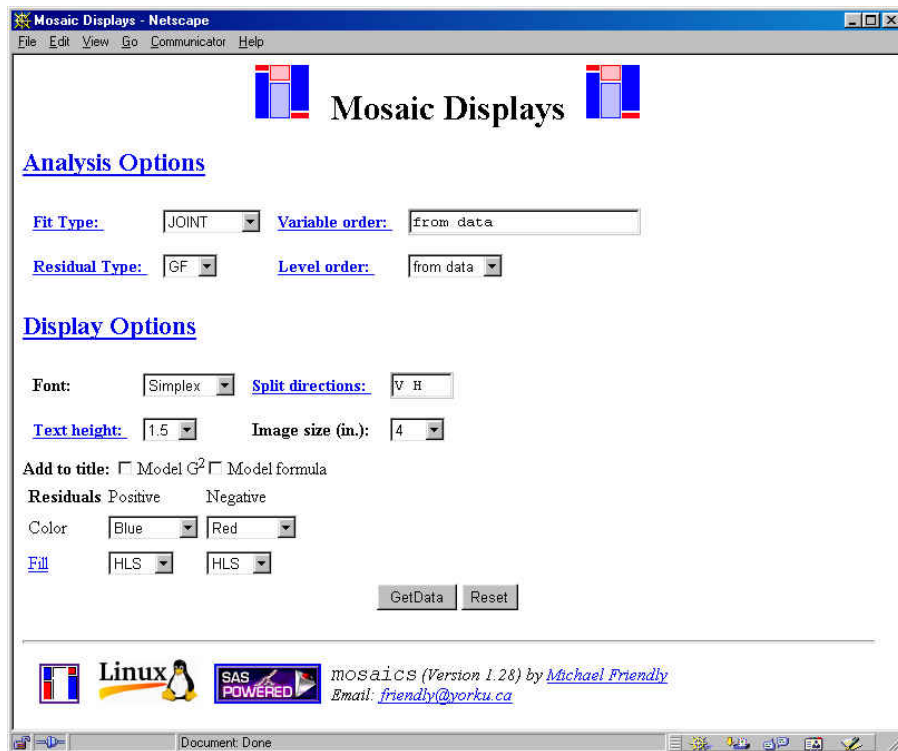 Mosaic Displays - Netscape
File Edit View Go Communicator Help
Mosaic Displays
Analysis Options
Fit Type: JOINT Variable order: from data
Residual Type: GF Level order: from data
Display Options
Font: Simplex Split directions: V H
Text height: 1.5 Image size (in.): 4
Add to title: Model G² Model formula
Residuals Positive Negative
Color Blue Red
Fill HLS HLS
GetData Reset
Linux SAS POWERED mosaics (Version 1.28) by Michael Friendly
Email: friendly@yorku.ca
Document: Done